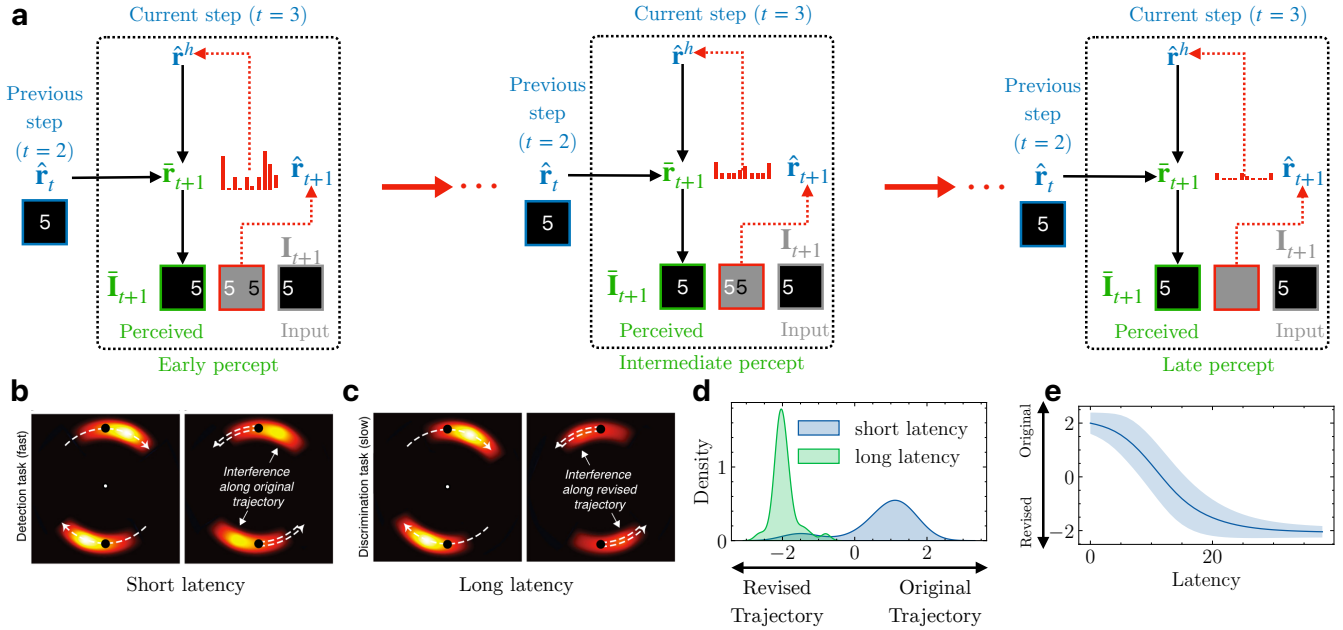 a
Current step (t = 3)
Previous
step
(t = 2)
r̂_t
r̂^h
r̄_{t+1}
r̂_{t+1}
5
I_{t+1}
Ī_{t+1}
5
5 5
5
Perceived
Input
Early percept
Current step (t = 3)
Previous
step
(t = 2)
r̂_t
r̂^h
r̄_{t+1}
r̂_{t+1}
5
I_{t+1}
Ī_{t+1}
5
55
5
Perceived
Input
Intermediate percept
Current step (t = 3)
Previous
step
(t = 2)
r̂_t
r̂^h
r̄_{t+1}
r̂_{t+1}
5
I_{t+1}
Ī_{t+1}
5
5
Perceived
Input
Late percept
b
Detection task (fast)
Interference
along original
trajectory
Short latency
c
Discrimination task (slow)
Interference
along revised
trajectory
Long latency
d
Density
1
0
short latency
long latency
−2 0 2
Revised
Trajectory
Original
Trajectory
e
Original
Revised
2
0
−2
0 20
Latency